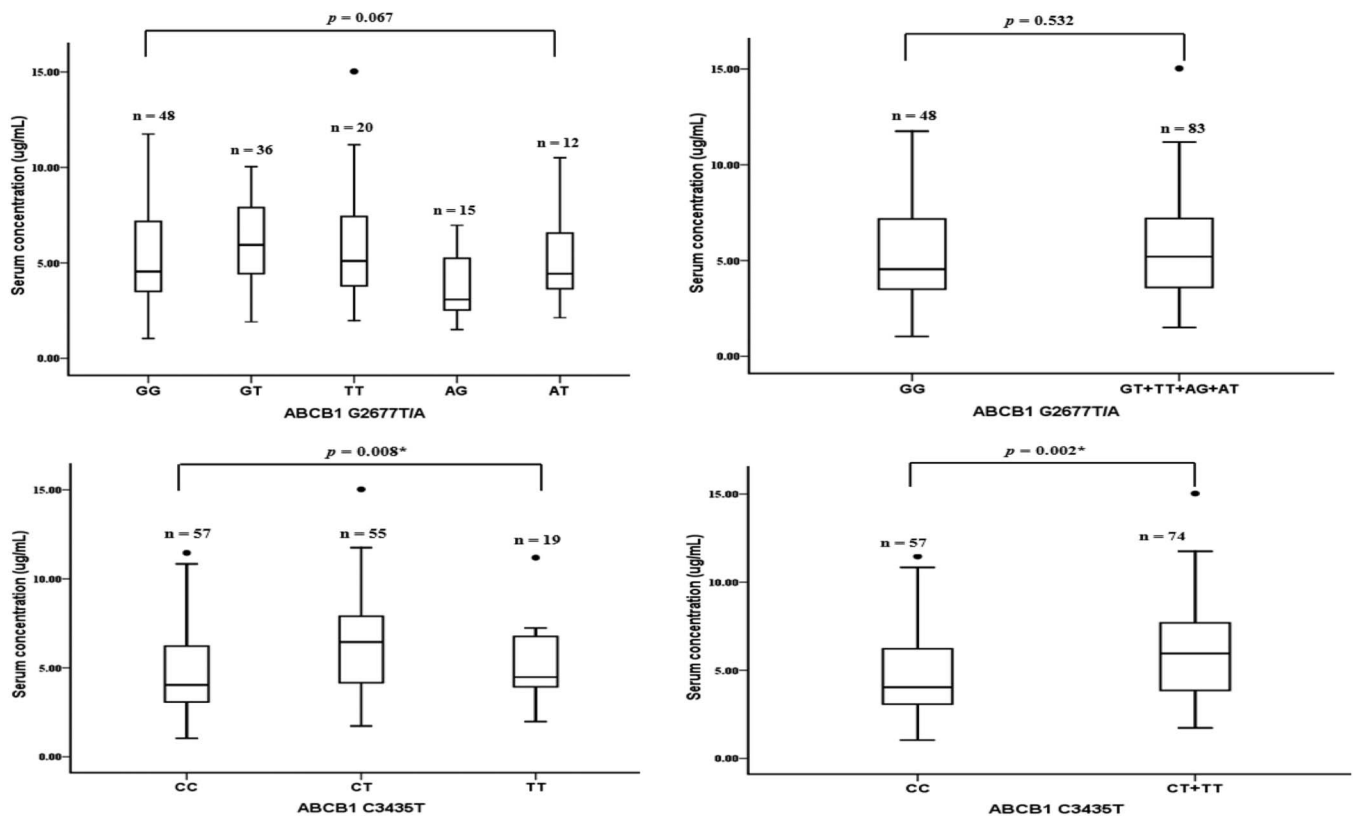 p = 0.067
Serum concentration (ug/mL)
15.00
10.00
5.00
0.00
n = 48
n = 36
n = 20
n = 15
n = 12
GG GT TT AG AT
ABCB1 G2677T/A
p = 0.532
Serum concentration (ug/mL)
15.00
10.00
5.00
0.00
n = 48
n = 83
GG GT+TT+AG+AT
ABCB1 G2677T/A
p = 0.008*
Serum concentration (ug/mL)
15.00
10.00
5.00
0.00
n = 57
n = 55
n = 19
CC CT TT
ABCB1 C3435T
p = 0.002*
Serum concentration (ug/mL)
15.00
10.00
5.00
0.00
n = 57
n = 74
CC CT+TT
ABCB1 C3435T